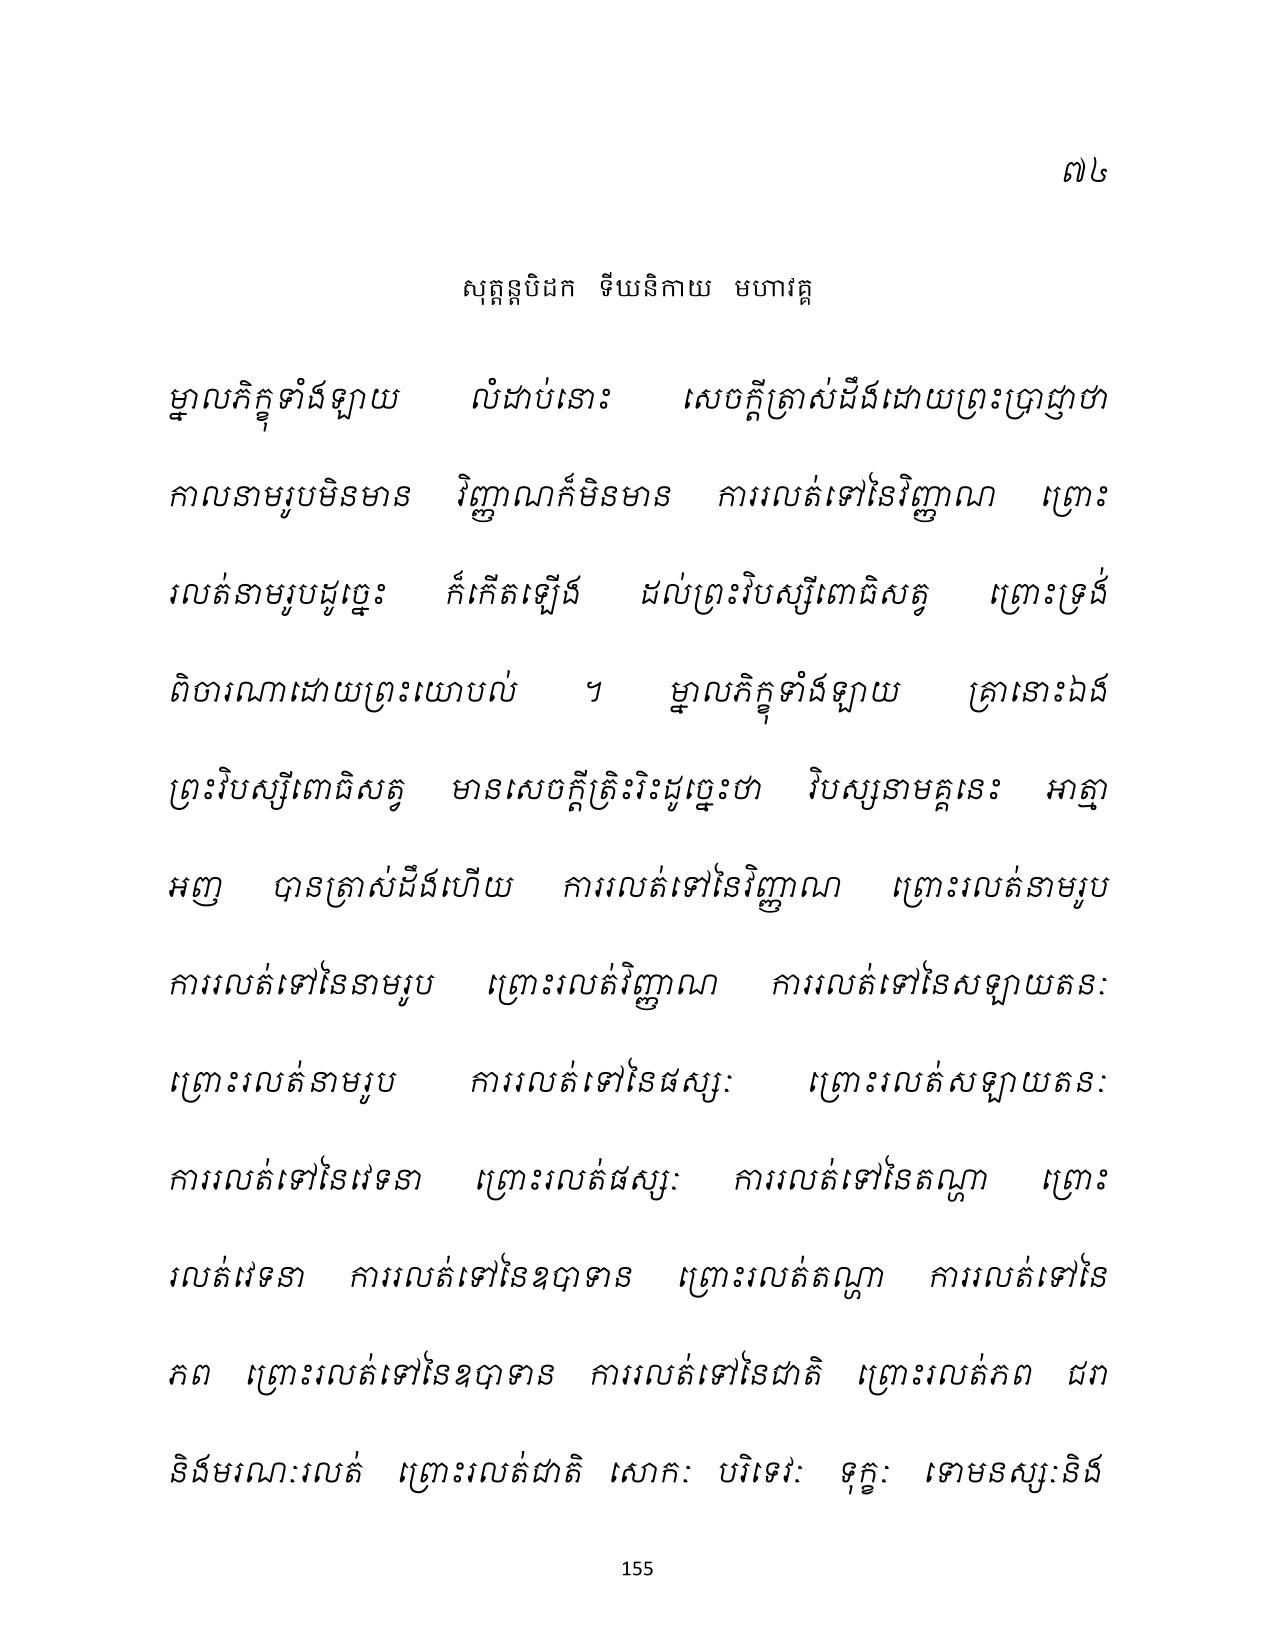 ៧៤
សុត្តន្តបិដក ទីឃនិកាយ មហាវគ្គ
ម្នាលភិក្ខុទាំងឡាយ លំដាប់នោះ សេចក្តីត្រាស់ដឹងដោយព្រះប្រាជ្ញាថា
កាលនាមរូបមិនមាន វិញ្ញាណក៏មិនមាន ការរលត់ទៅនៃវិញ្ញាណ ព្រោះ
រលត់នាមរូបដូច្នេះ ក៏កើតឡើង ដល់ព្រះវិបស្សីពោធិសត្វ ព្រោះទ្រង់
ពិចារណាដោយព្រះយោបល់ ។ ម្នាលភិក្ខុទាំងឡាយ គ្រានោះឯង
ព្រះវិបស្សីពោធិសត្វ មានសេចក្តីត្រិះរិះដូច្នេះថា វិបស្សនាមគ្គនេះ អាត្មា
អញ បានត្រាស់ដឹងហើយ ការរលត់ទៅនៃវិញ្ញាណ ព្រោះរលត់នាមរូប
ការរលត់ទៅនៃនាមរូប ព្រោះរលត់វិញ្ញាណ ការរលត់ទៅនៃសឡាយតនៈ
ព្រោះរលត់នាមរូប ការរលត់ទៅនៃផស្សៈ ព្រោះរលត់សឡាយតនៈ
ការរលត់ទៅនៃវេទនា ព្រោះរលត់ផស្សៈ ការរលត់ទៅនៃតណ្ហា ព្រោះ
រលត់វេទនា ការរលត់ទៅនៃឧបាទាន ព្រោះរលត់តណ្ហា ការរលត់ទៅនៃ
ភព ព្រោះរលត់ទៅនៃឧបាទាន ការរលត់ទៅនៃជាតិ ព្រោះរលត់ភព ជរា
និងមរណៈរលត់ ព្រោះរលត់ជាតិ សោកៈ បរិទេវៈ ទុក្ខៈ ទោមនស្សៈនិង
155